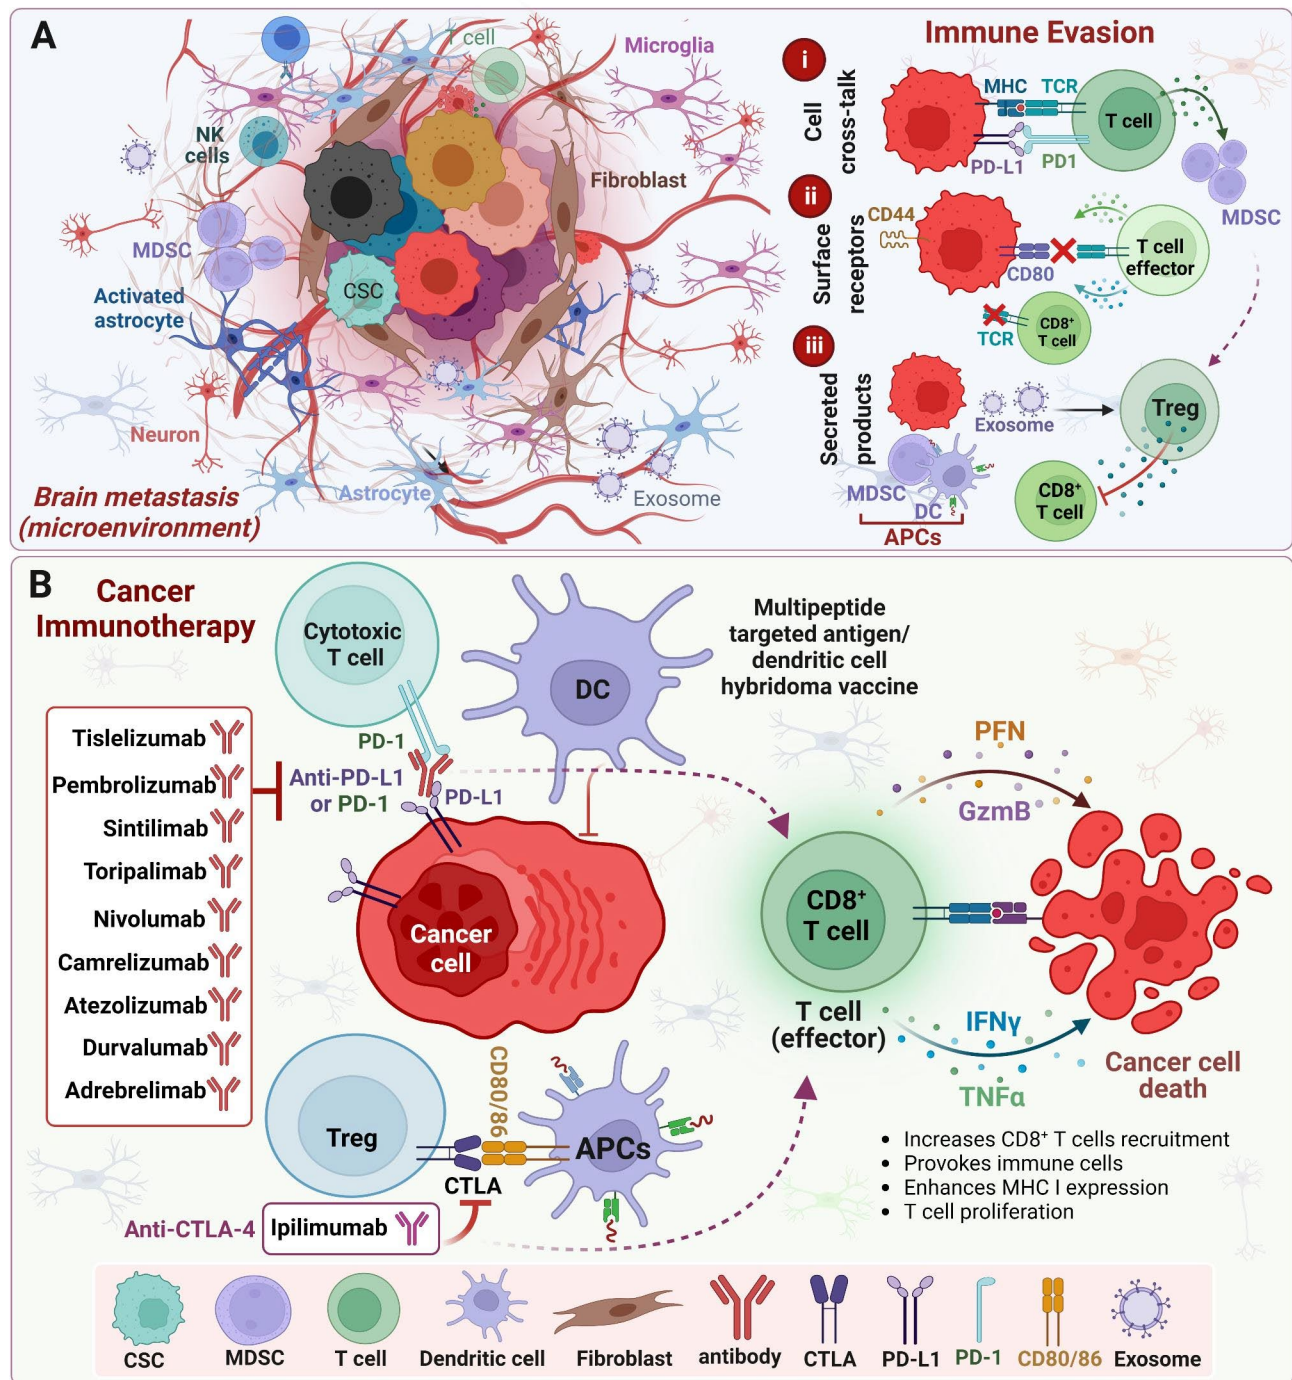 A
T cell
Microglia
NK
cells
Fibroblast
MDSC
CSC
Activated
astrocyte
Neuron
Astrocyte
Exosome
Brain metastasis
(microenvironment)
Immune Evasion
i
Cell
cross-talk
MHC TCR
T cell
PD-L1 PD1
MDSC
ii
Surface
receptors
CD44
CD80
T cell
effector
TCR
CD8⁺
T cell
iii
Secreted
products
Exosome
Treg
MDSC
DC
APCs
CD8⁺
T cell
B
Cancer
Immunotherapy
Cytotoxic
T cell
DC
Multipeptide
targeted antigen/
dendritic cell
hybridoma vaccine
Tislelizumab
Pembrolizumab
Sintilimab
Toripalimab
Nivolumab
Camrelizumab
Atezolizumab
Durvalumab
Adrebrelimab
PD-1
Anti-PD-L1
or PD-1
PD-L1
Cancer
cell
PFN
GzmB
CD8⁺
T cell
T cell
(effector)
IFNγ
TNFα
Cancer cell
death
Treg
CD80/86
CTLA
APCs
Anti-CTLA-4
Ipilimumab
• Increases CD8⁺ T cells recruitment
• Provokes immune cells
• Enhances MHC I expression
• T cell proliferation
CSC
MDSC
T cell
Dendritic cell
Fibroblast
antibody
CTLA
PD-L1
PD-1
CD80/86
Exosome